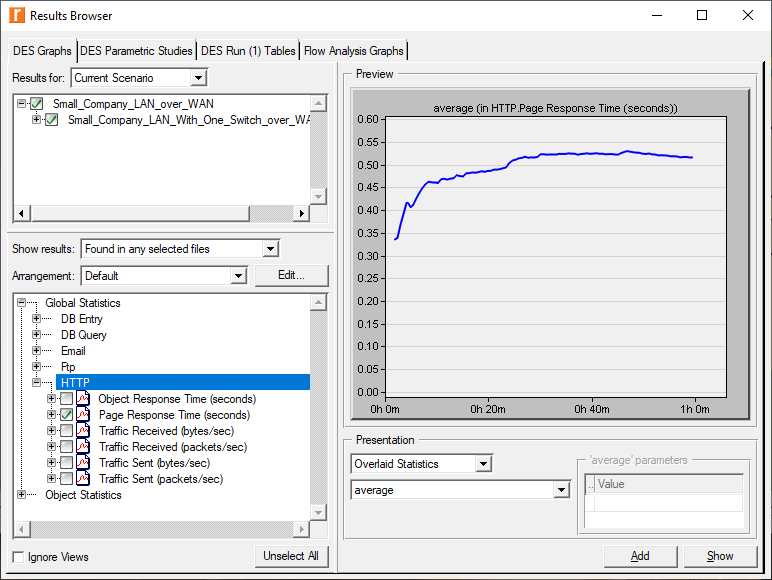 Results Browser
DES Graphs DES Parametric Studies DES Run (1) Tables Flow Analysis Graphs
Results for: Current Scenario
Small_Company_LAN_over_WAN
Small_Company_LAN_With_One_Switch_over_WA
Show results: Found in any selected files
Arrangement: Default Edit...
Global Statistics
DB Entry
DB Query
Email
Ftp
HTTP
Object Response Time (seconds)
Page Response Time (seconds)
Traffic Received (bytes/sec)
Traffic Received (packets/sec)
Traffic Sent (bytes/sec)
Traffic Sent (packets/sec)
Object Statistics
Ignore Views Unselect All
Preview
average (in HTTP.Page Response Time (seconds))
0.60
0.55
0.50
0.45
0.40
0.35
0.30
0.25
0.20
0.15
0.10
0.05
0.00
0h 0m 0h 20m 0h 40m 1h 0m
Presentation
Overlaid Statistics
average
'average' parameters
.. Value
Add Show